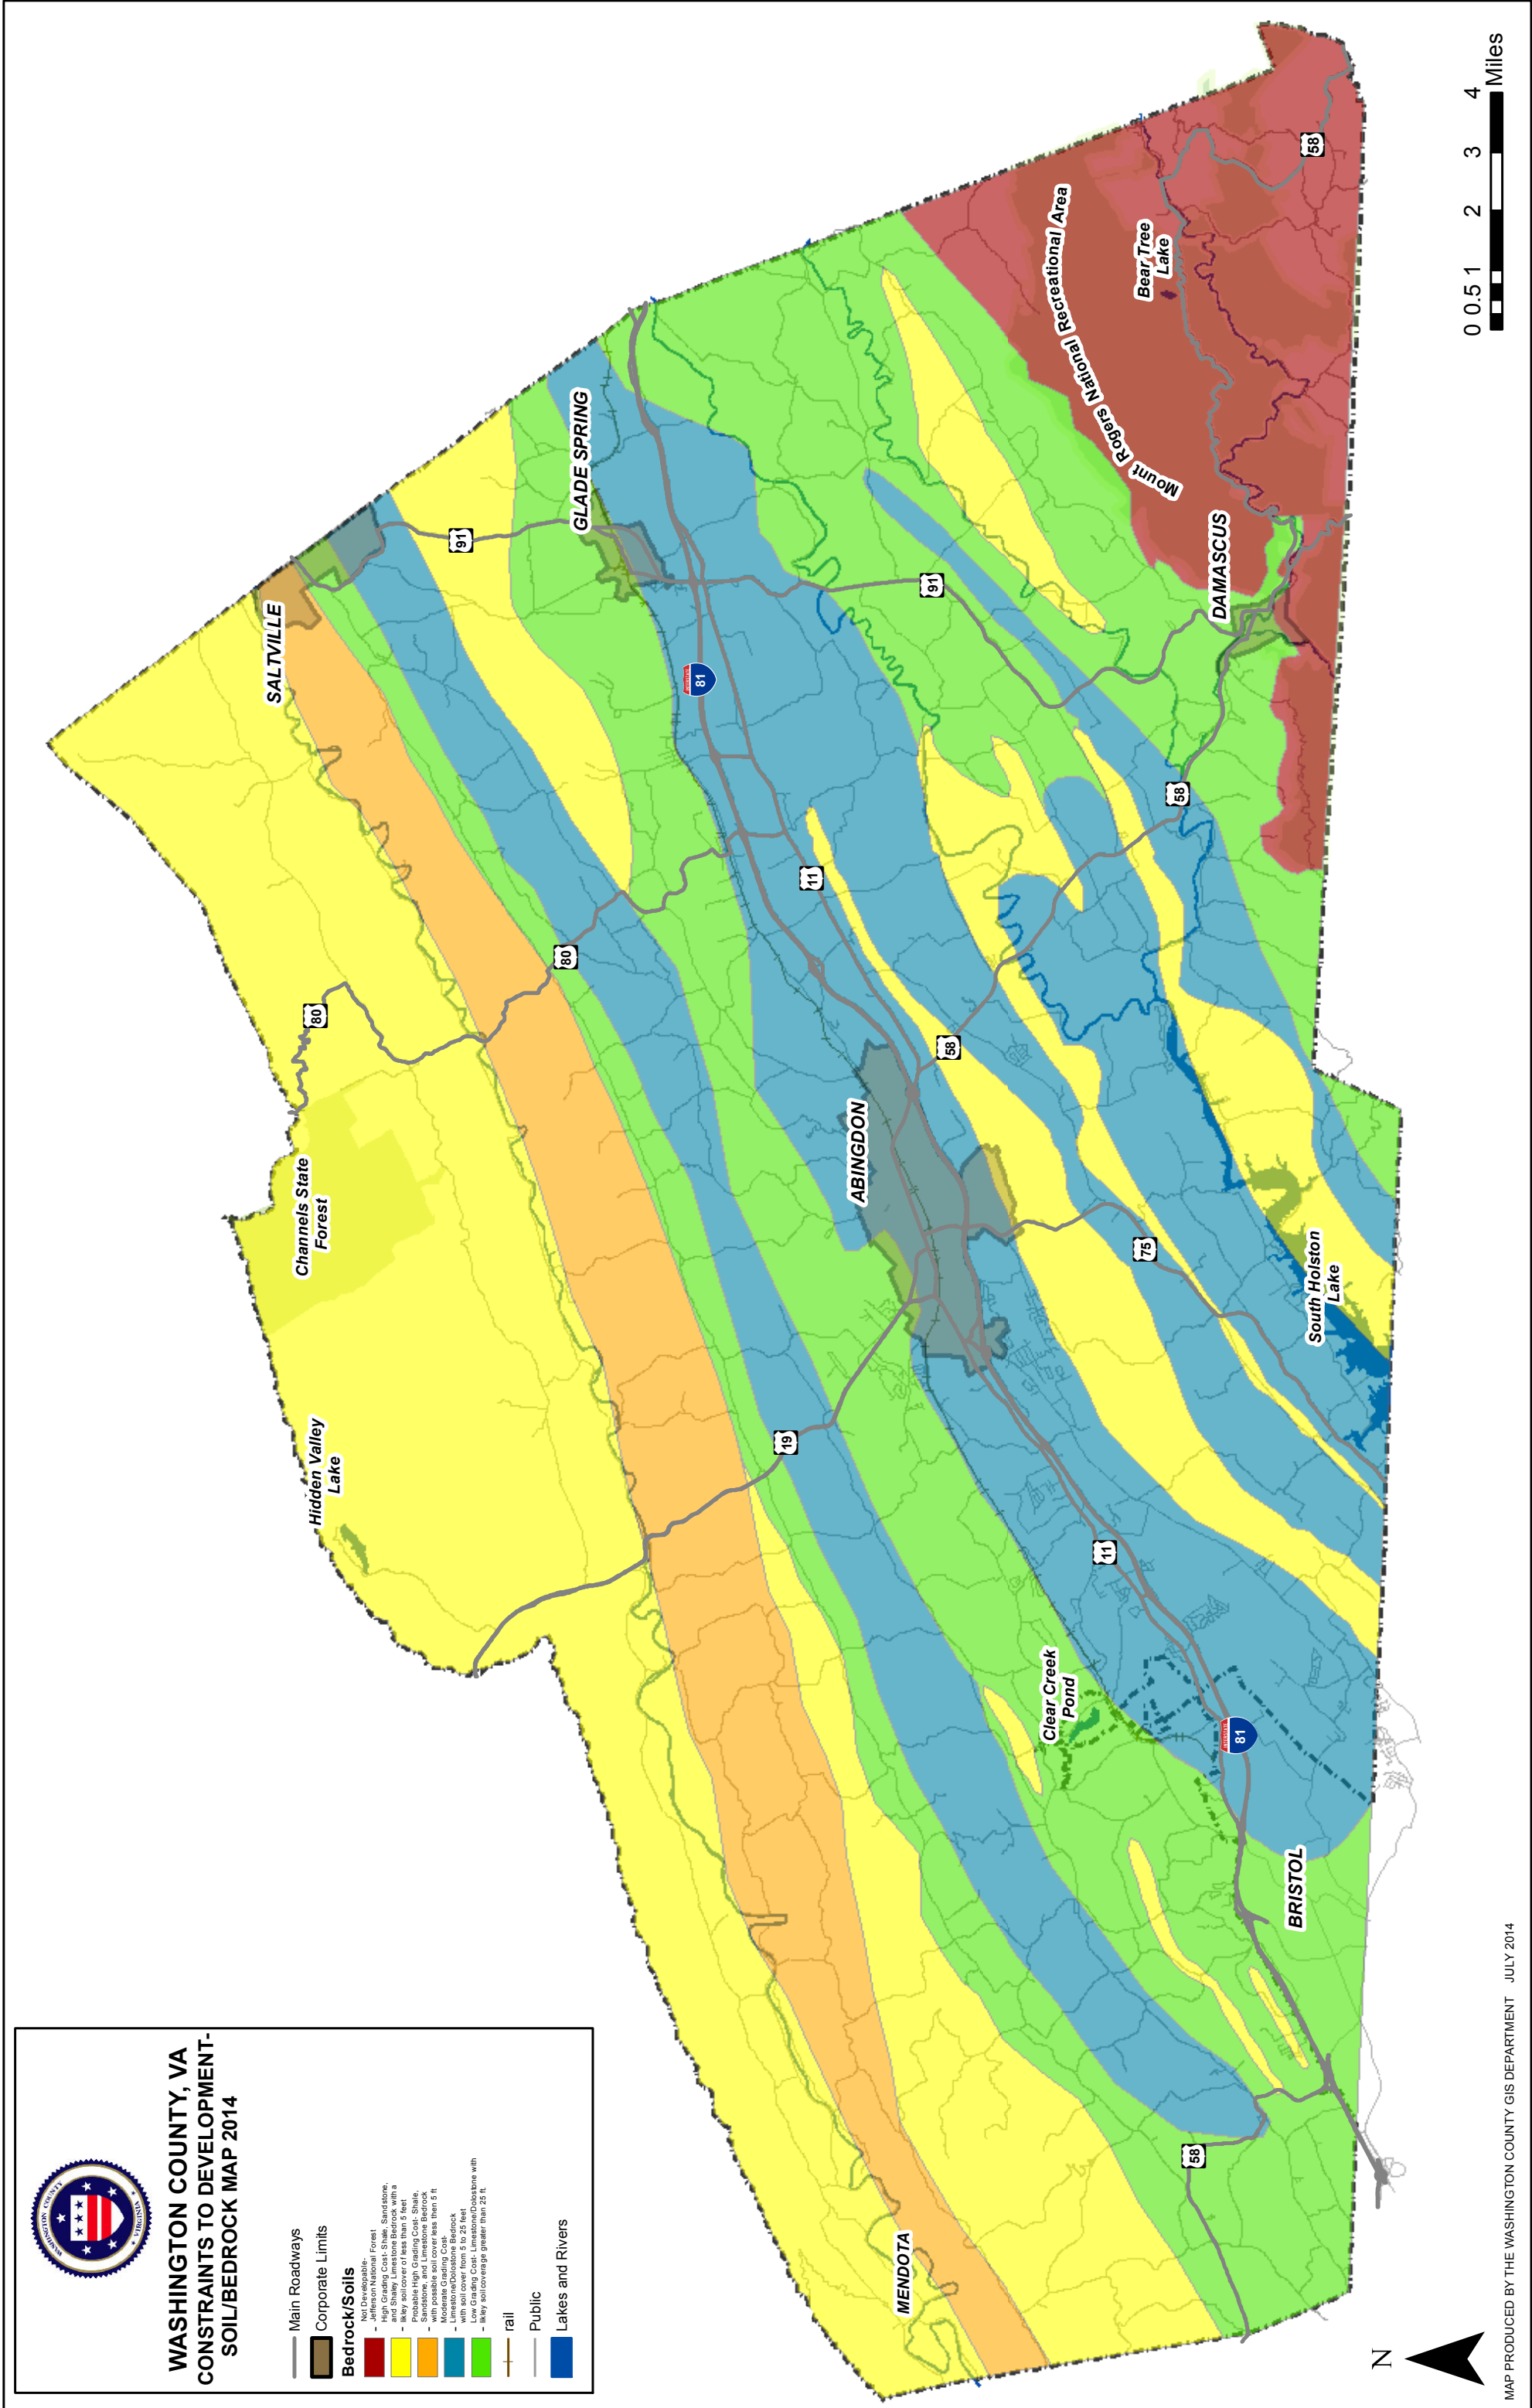 WASHINGTON COUNTY
VIRGINIA
WASHINGTON COUNTY, VA
CONSTRAINTS TO DEVELOPMENT-
SOIL/BEDROCK MAP 2014
Main Roadways
Corporate Limits
Bedrock/Soils
Not Developable-
- Jefferson National Forest
High Grading Cost- Shale, Sandstone,
and Shaley Limestone Bedrock with a
- likley soil cover of less than 5 feet
Probable High Grading Cost- Shale,
Sandstone, and Limestone Bedrock
- with possible soil cover less then 5 ft
Moderate Grading Cost-
Limestone/Dolostone Bedrock
- with soil cover from 5 to 25 feet
Low Grading Cost- Limestone/Dolostone with
- likley soil coverage greater than 25 ft.
rail
Public
Lakes and Rivers
Hidden Valley
Lake
Channels State
Forest
80
SALTVILLE
91
80
GLADE SPRING
81
19
11
ABINGDON
58
91
MENDOTA
Clear Creek
Pond
11
75
58
Mount Rogers National Recreational Area
Bear Tree
Lake
DAMASCUS
58
58
81
BRISTOL
South Holston
Lake
N
0 0.5 1 2 3 4
Miles
MAP PRODUCED BY THE WASHINGTON COUNTY GIS DEPARTMENT JULY 2014